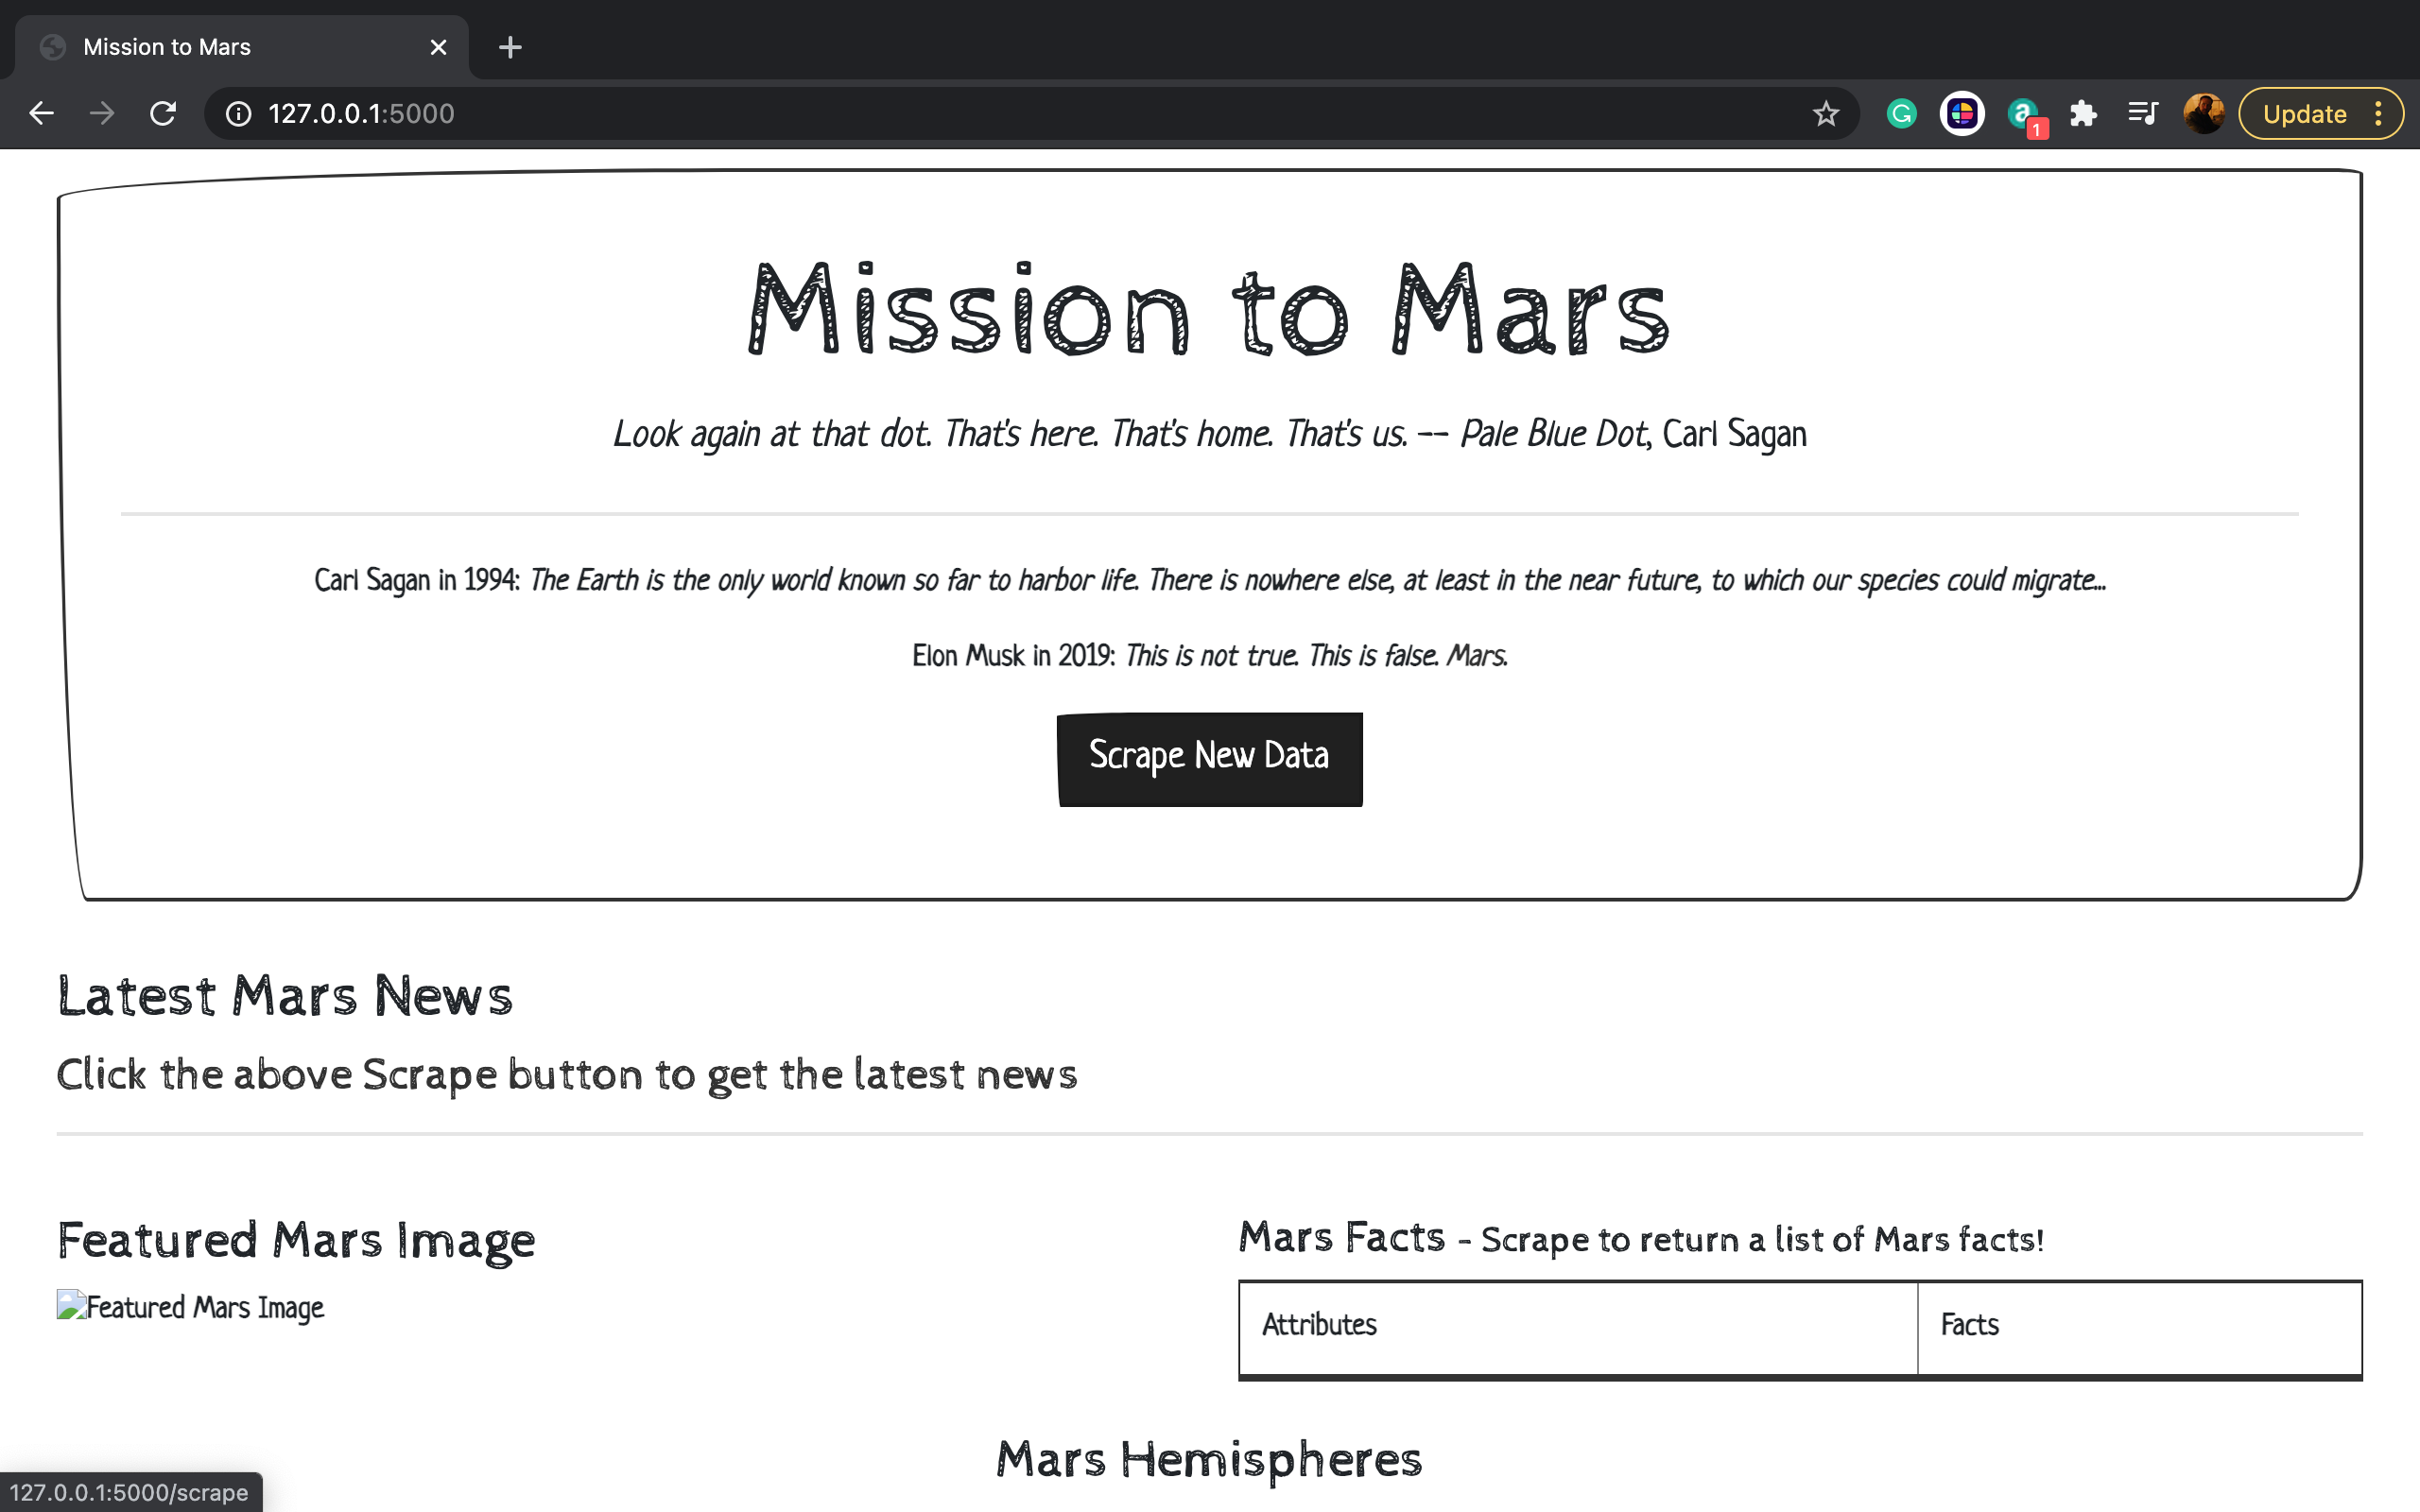 Mission to Mars
127.0.0.1:5000
1
Update
Mission to Mars
Look again at that dot. That's here. That's home. That's us. -- Pale Blue Dot, Carl Sagan
Carl Sagan in 1994: The Earth is the only world known so far to harbor life. There is nowhere else, at least in the near future, to which our species could migrate...
Elon Musk in 2019: This is not true. This is false. Mars.
Scrape New Data
Latest Mars News
Click the above Scrape button to get the latest news
Featured Mars Image
Mars Facts - Scrape to return a list of Mars facts!
Featured Mars Image
Attributes Facts
Mars Hemispheres
127.0.0.1:5000/scrape